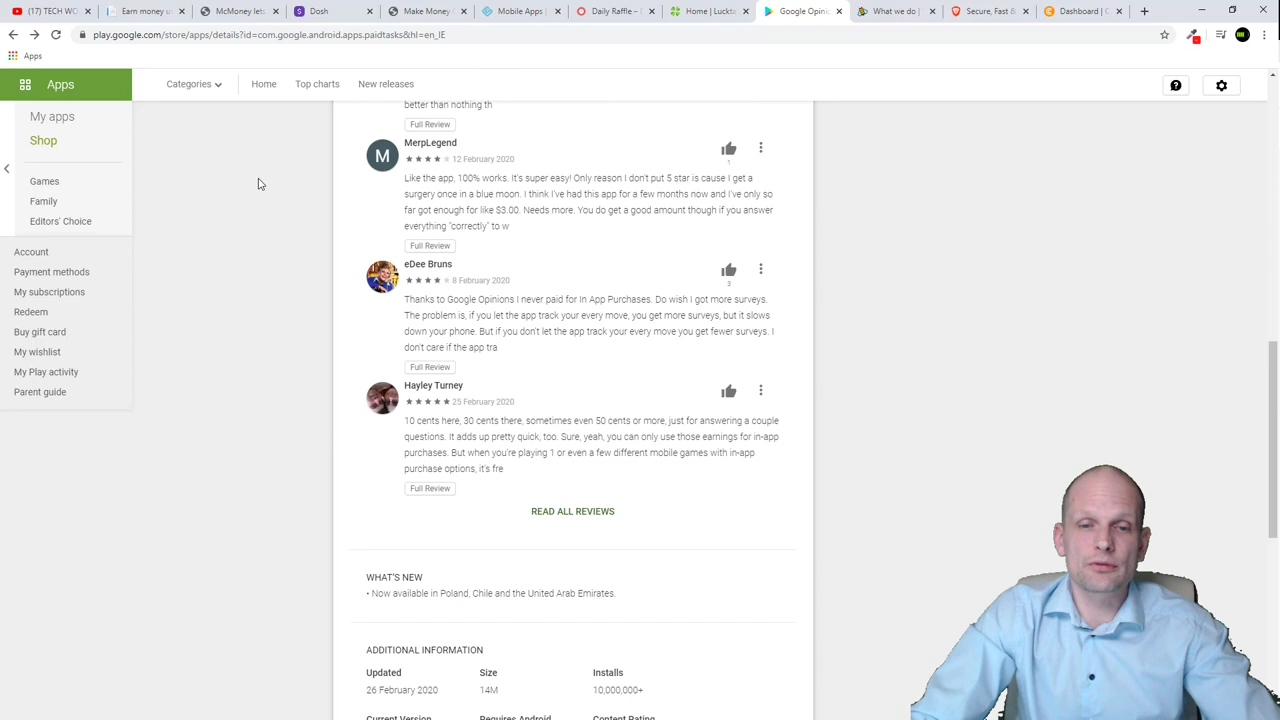 (17) TECH WO
Earn money u
McMoney lets
Dosh
Make Money
Mobile Apps |
Daily Raffle -
Home | Luckta
Google Opini
What we do |
Secure, Fast &
Dashboard | C
play.google.com/store/apps/details?id=com.google.android.apps.paidtasks&hl=en_IE
Apps
Apps
Categories
Home
Top charts
New releases
My apps
Shop
Games
Family
Editors' Choice
Account
Payment methods
My subscriptions
Redeem
Buy gift card
My wishlist
My Play activity
Parent guide
better than nothing th
Full Review
M
MerpLegend
12 February 2020
1
Like the app, 100% works. It's super easy! Only reason I don't put 5 star is cause I get a
surgery once in a blue moon. I think I've had this app for a few months now and I've only so
far got enough for like $3.00. Needs more. You do get a good amount though if you answer
everything "correctly" to w
Full Review
eDee Bruns
8 February 2020
3
Thanks to Google Opinions I never paid for In App Purchases. Do wish I got more surveys.
The problem is, if you let the app track your every move, you get more surveys, but it slows
down your phone. But if you don't let the app track your every move you get fewer surveys. I
don't care if the app tra
Full Review
Hayley Turney
25 February 2020
10 cents here, 30 cents there, sometimes even 50 cents or more, just for answering a couple
questions. It adds up pretty quick, too. Sure, yeah, you can only use those earnings for in-app
purchases. But when you're playing 1 or even a few different mobile games with in-app
purchase options, it's fre
Full Review
READ ALL REVIEWS
WHAT'S NEW
• Now available in Poland, Chile and the United Arab Emirates.
ADDITIONAL INFORMATION
Updated
Size
Installs
26 February 2020
14M
10,000,000+
Current Version
Requires Android
Content Rating